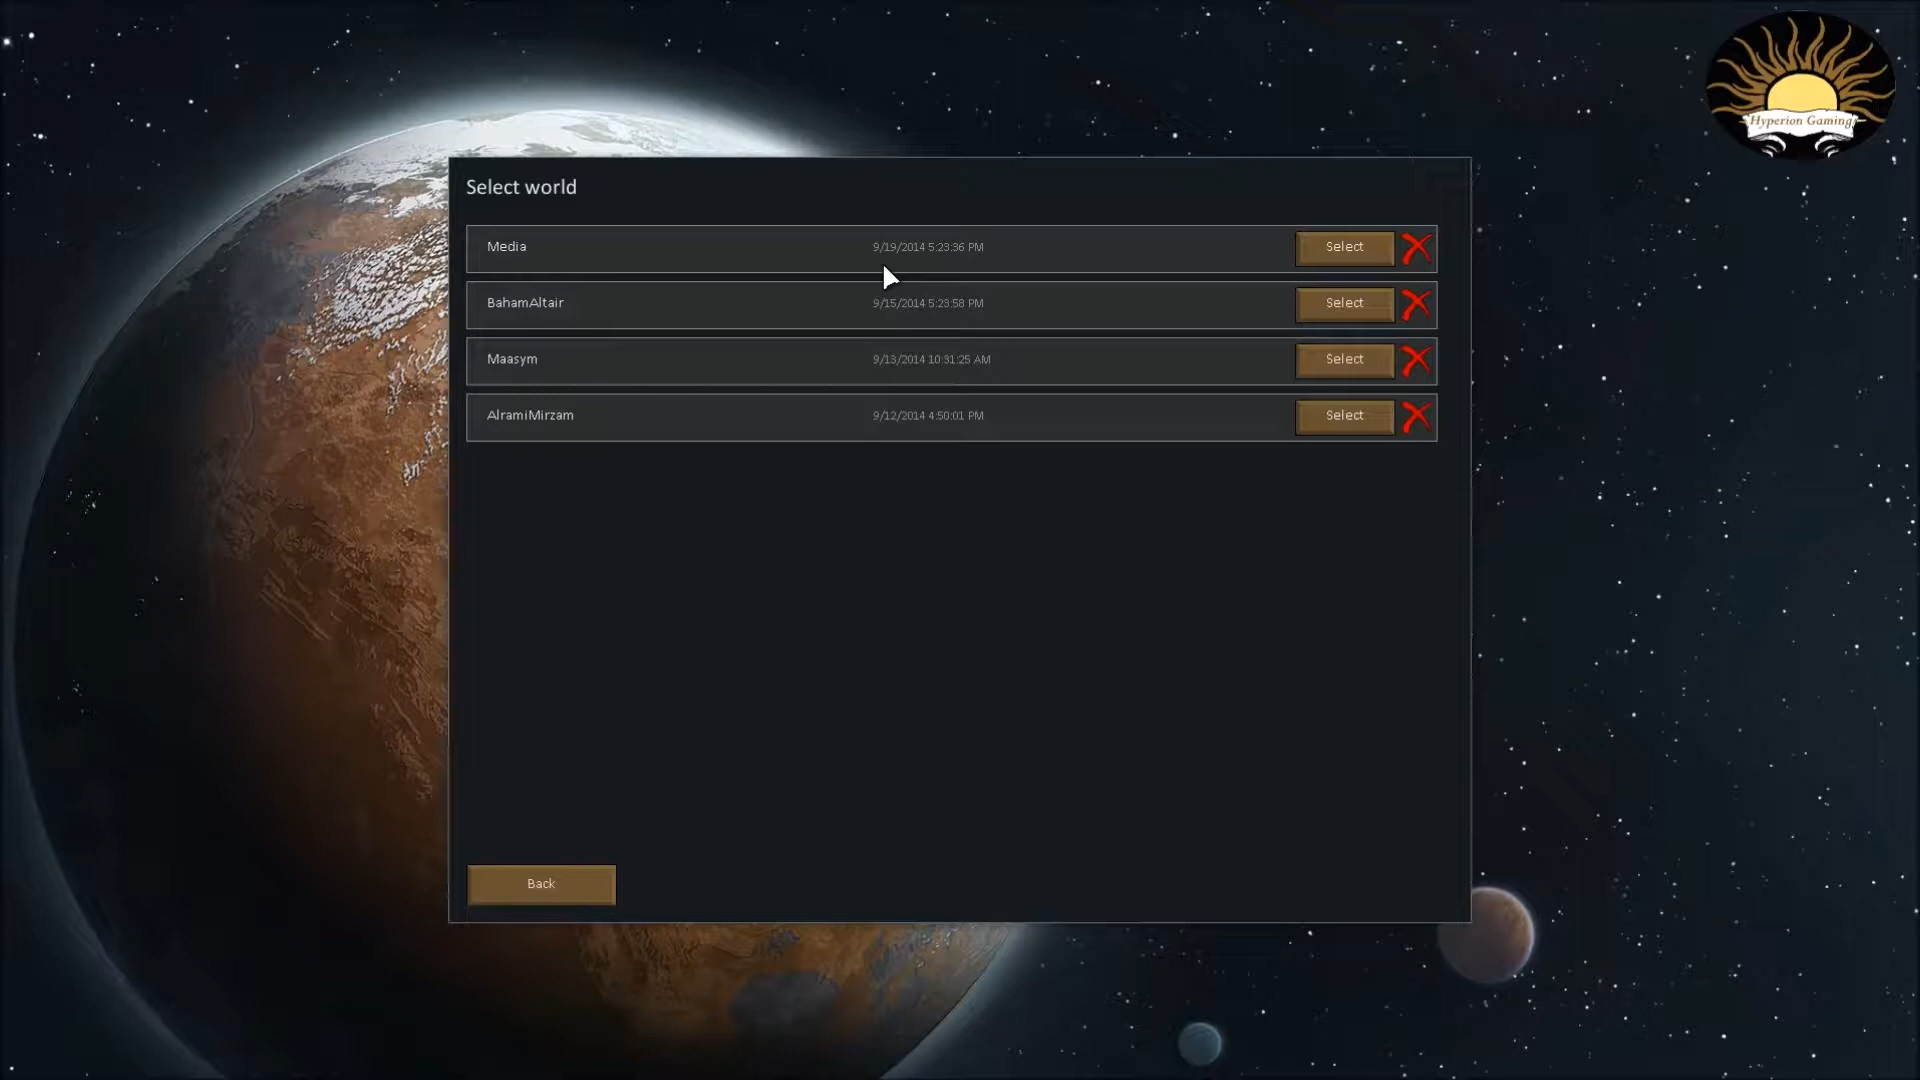 Hyperion Gaming
Select world
Media 9/19/2014 5:23:36 PM Select
BahamAltair 9/15/2014 5:23:58 PM Select
Maasym 9/13/2014 10:31:25 AM Select
AlramiMirzam 9/12/2014 4:50:01 PM Select
Back